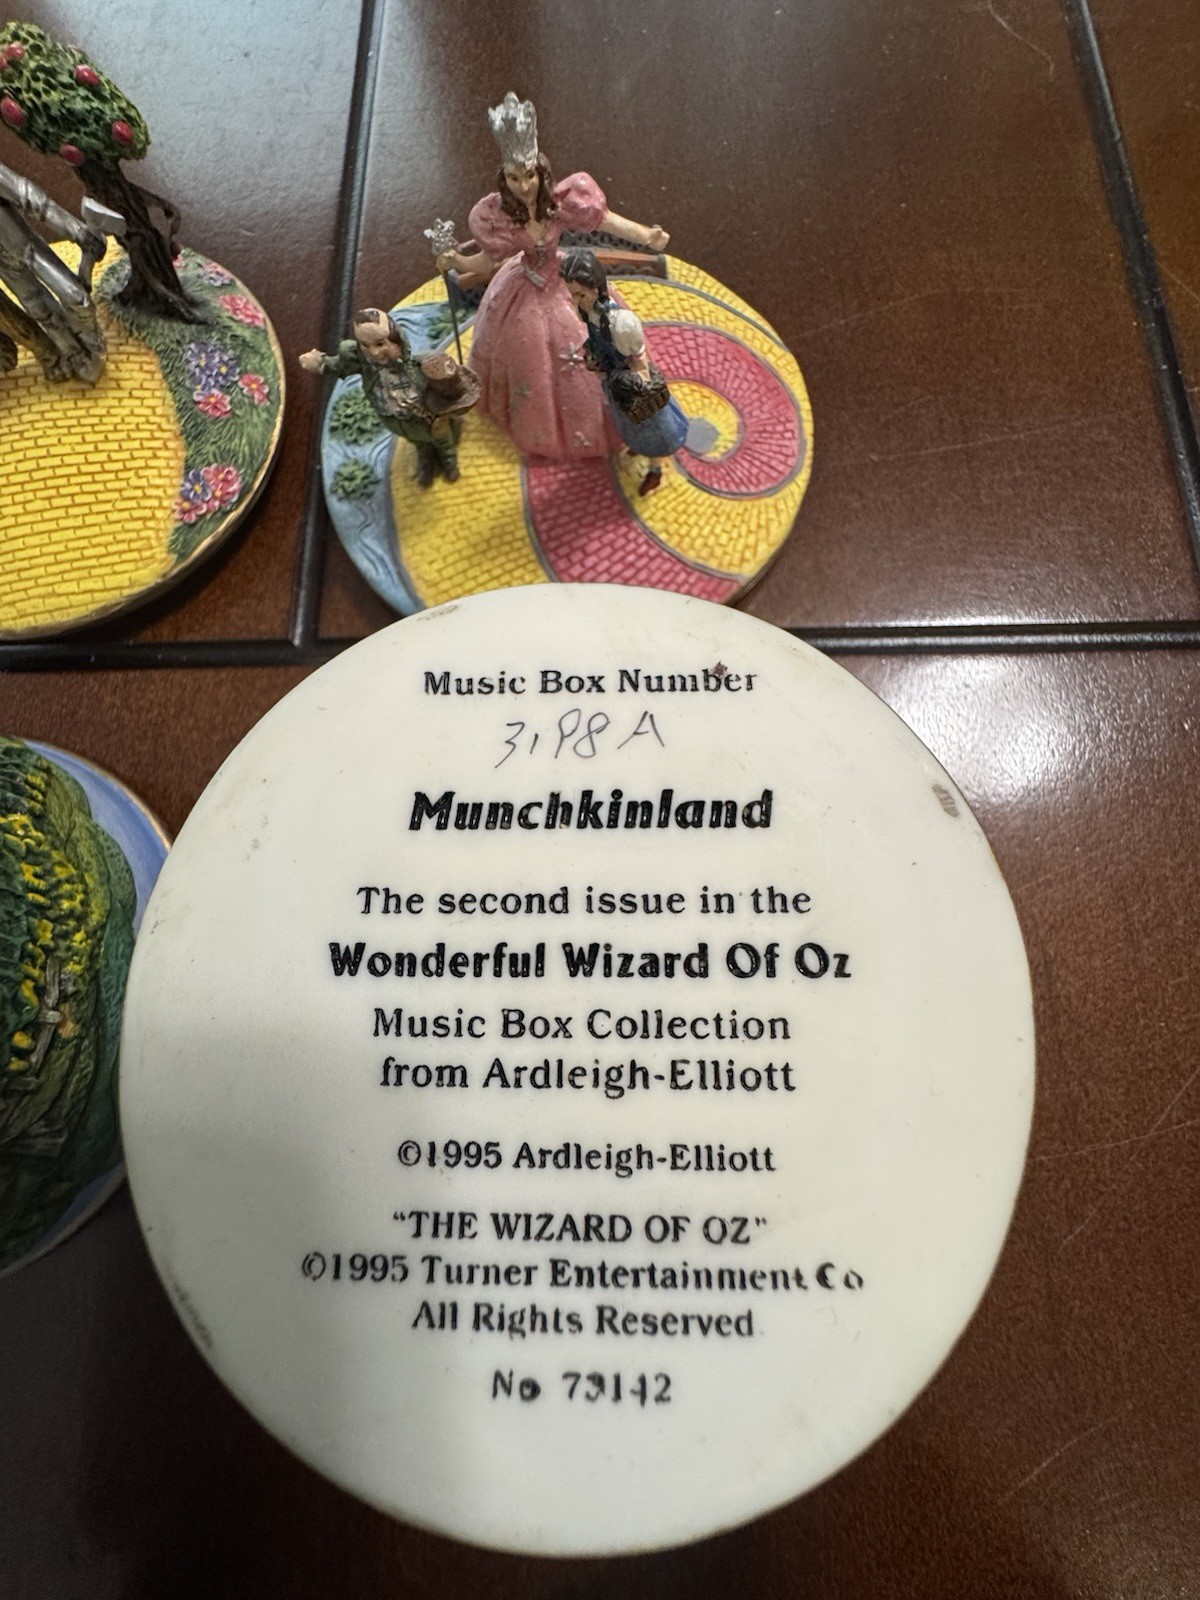 Music Box Number
3198A
Munchkinland
The second issue in the
Wonderful Wizard Of Oz
Music Box Collection
from Ardleigh-Elliott
©1995 Ardleigh-Elliott
“THE WIZARD OF OZ”
©1995 Turner Entertainment Co
All Rights Reserved
No 73142